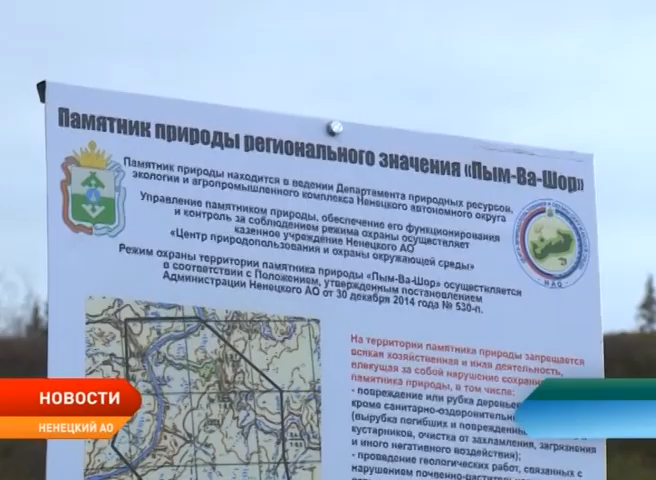 Памятник природы регионального значения «Пым-Ва-Шор»
Памятник природы находится в ведении Департамента природных ресурсов,
экологии и агропромышленного комплекса Ненецкого автономного округа
Управление памятником природы, обеспечение его функционирования
и контроль за соблюдением режима охраны осуществляет
казенное учреждение Ненецкого АО
«Центр природопользования и охраны окружающей среды»
Режим охраны территории памятника природы «Пым-Ва-Шор» осуществляется
в соответствии с Положением, утвержденным постановлением
Администрации Ненецкого АО от 30 декабря 2014 года № 530-п.
НАО
На территории памятника природы запрещается
всякая хозяйственная и иная деятельность,
влекущая за собой нарушение
памятника природы, в том числе:
- повреждение или рубка
кроме
(вырубка погибших и
кустарников, очистка от захламления, загрязнения
и иного негативного воздействия);
- проведение геологических работ, связанных с
нарушением
НОВОСТИ
НЕНЕЦКИЙ АО